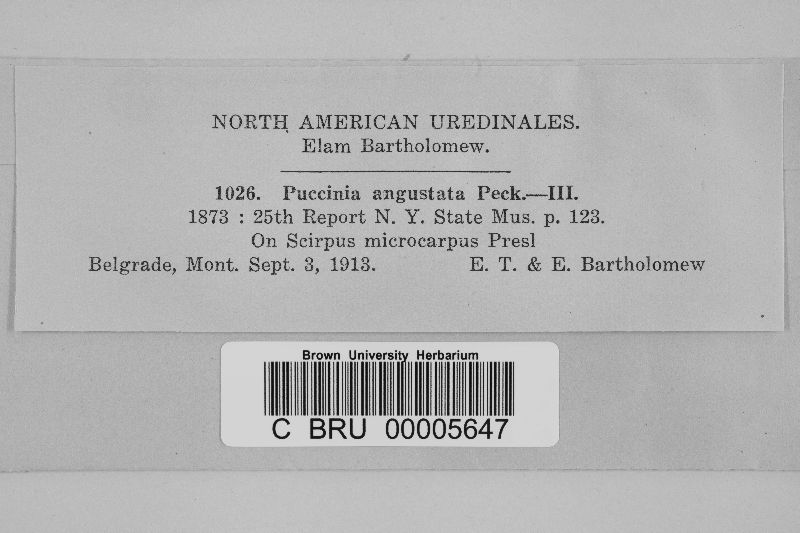 NORTH AMERICAN UREDINALES.
Elam Bartholomew.
1026. Puccinia angustata Peck.—III.
1873 : 25th Report N. Y. State Mus. p. 123.
On Scirpus microcarpus Presl
Belgrade, Mont. Sept. 3, 1913. E. T. & E. Bartholomew
Brown University Herbarium
C BRU 00005647